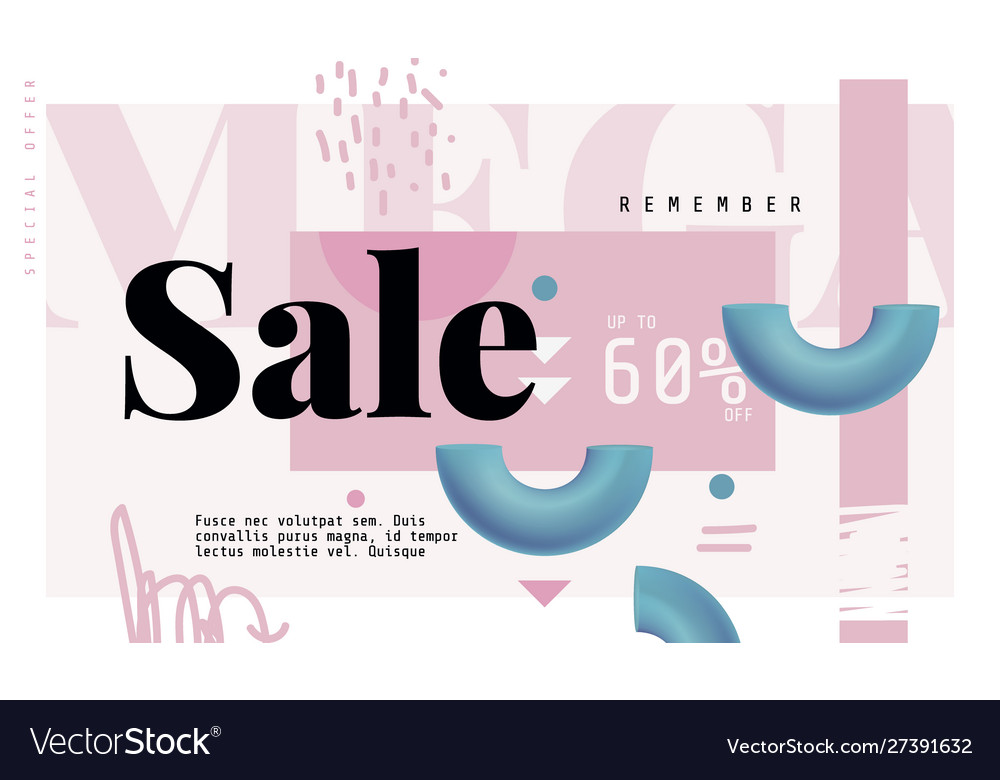 SPECIAL OFFER
MEGA
REMEMBER
Sale
UP TO
60%
OFF
Fusce nec volutpat sem. Duis
convallis purus magna, id tempor
lectus molestie vel. Quisque
VectorStock®
VectorStock.com/27391632